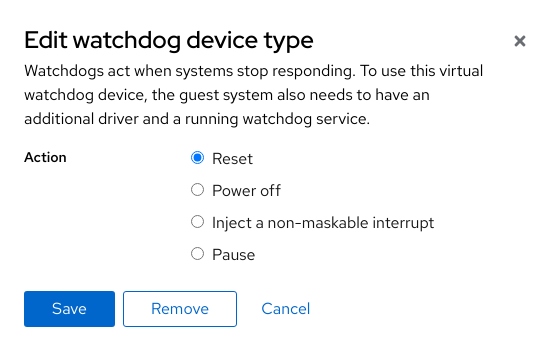 Edit watchdog device type
Watchdogs act when systems stop responding. To use this virtual
watchdog device, the guest system also needs to have an
additional driver and a running watchdog service.
Action
Reset
Power off
Inject a non-maskable interrupt
Pause
Save Remove Cancel